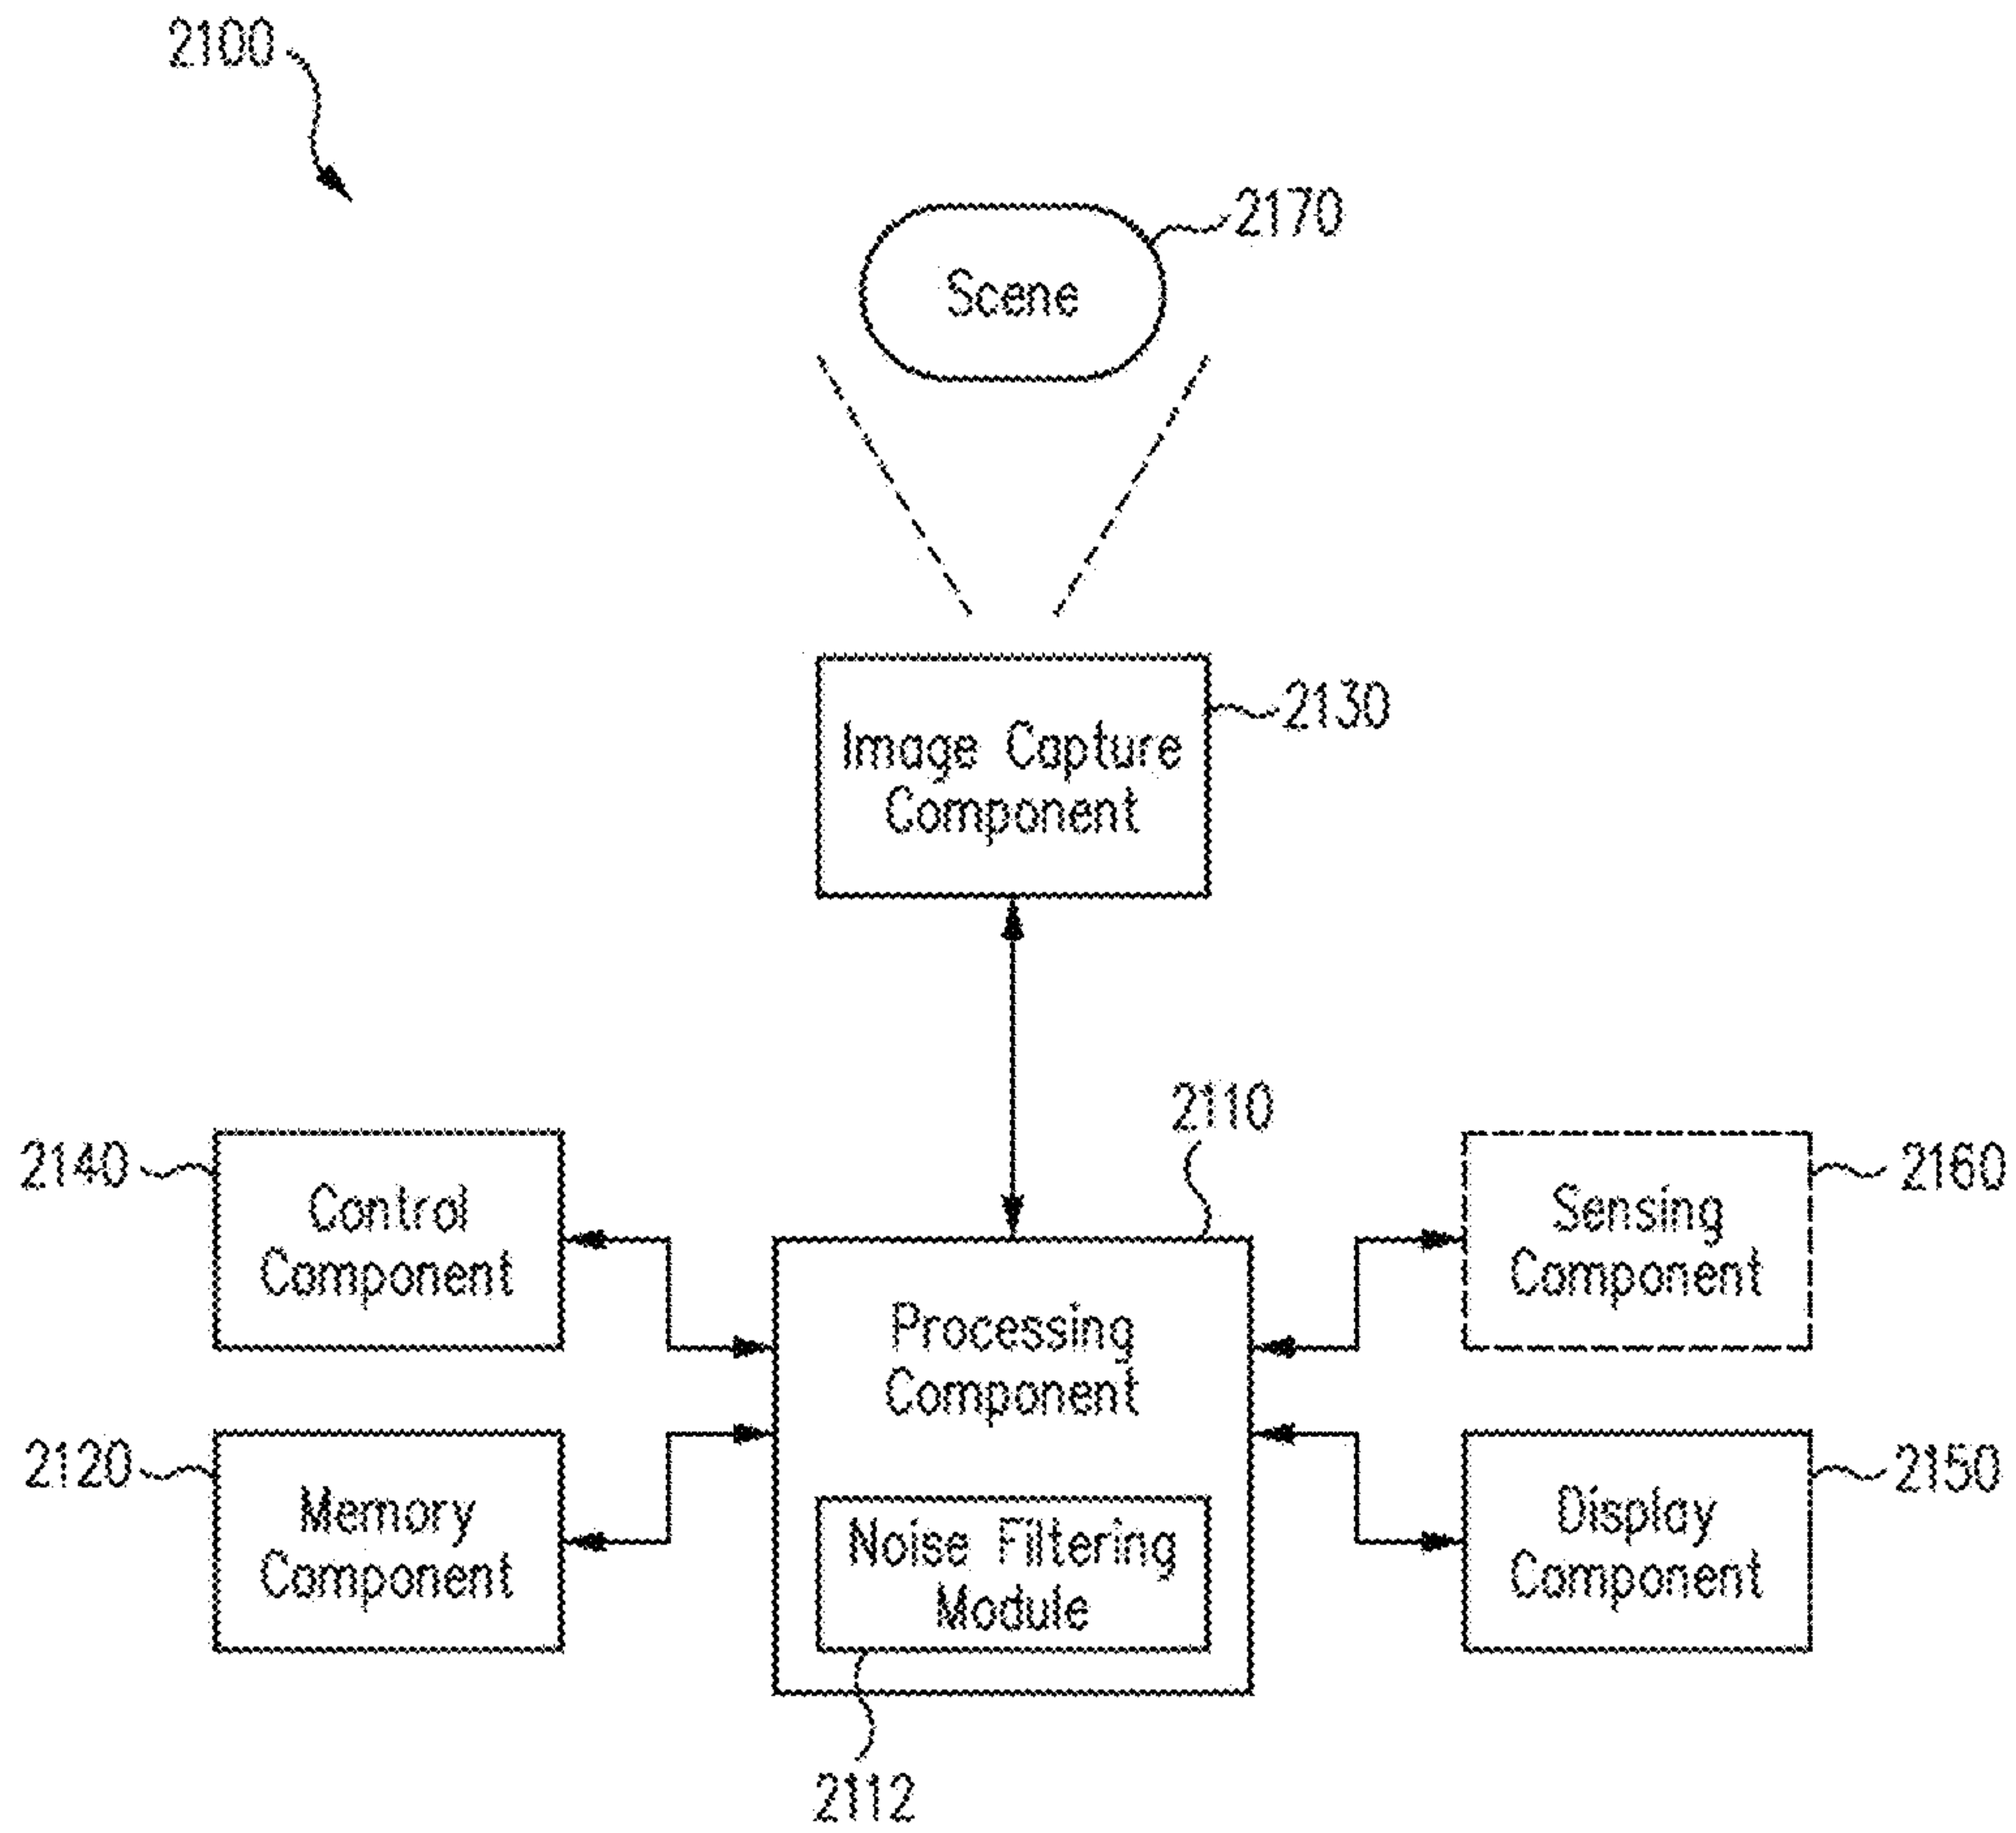 2100
2170
Scene
2130
Image Capture
Component
2110
2140
Control
Component
2160
Sensing
Component
Processing
Component
2120
Memory
Component
2150
Display
Component
Noise Filtering
Module
2112